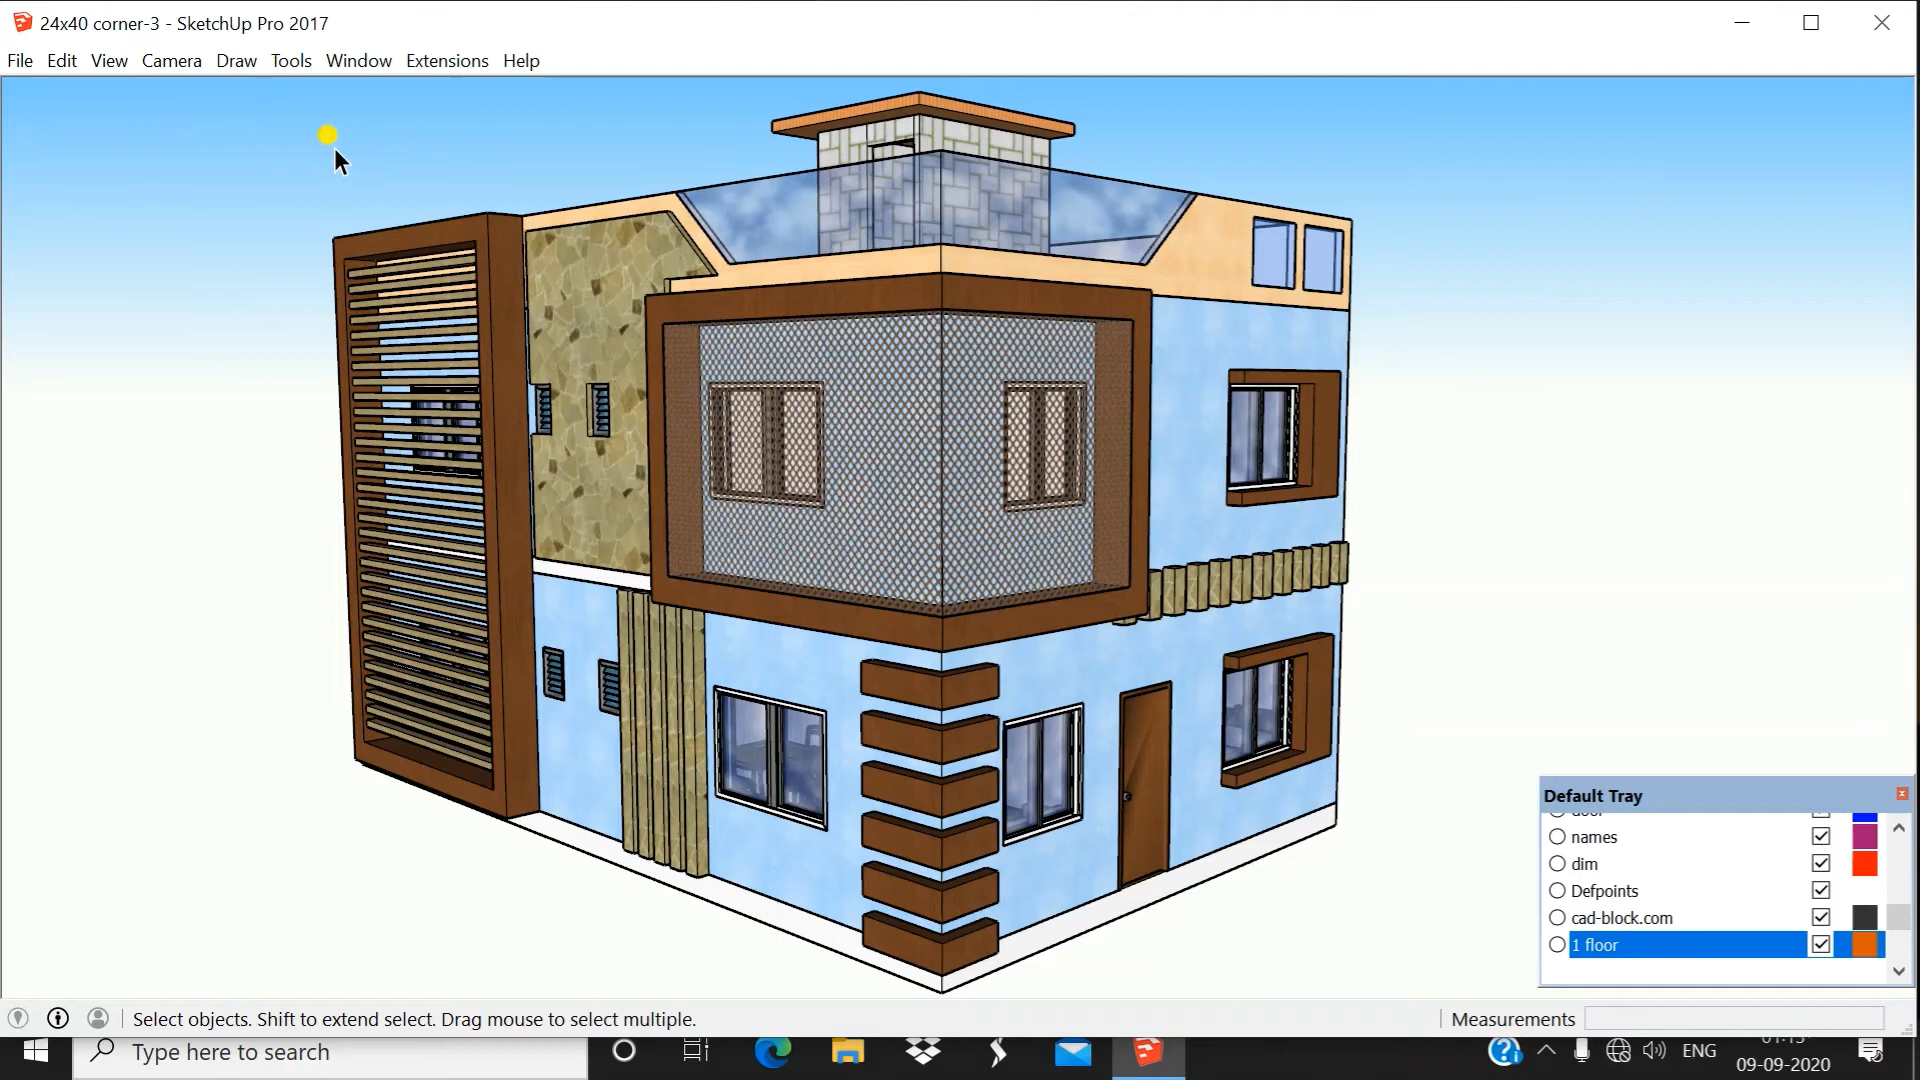 24x40 corner-3 - SketchUp Pro 2017
File Edit View Camera Draw Tools Window Extensions Help
Default Tray
names
dim
Defpoints
cad-block.com
1 floor
Select objects. Shift to extend select. Drag mouse to select multiple.
Measurements
Type here to search
ENG
09-09-2020